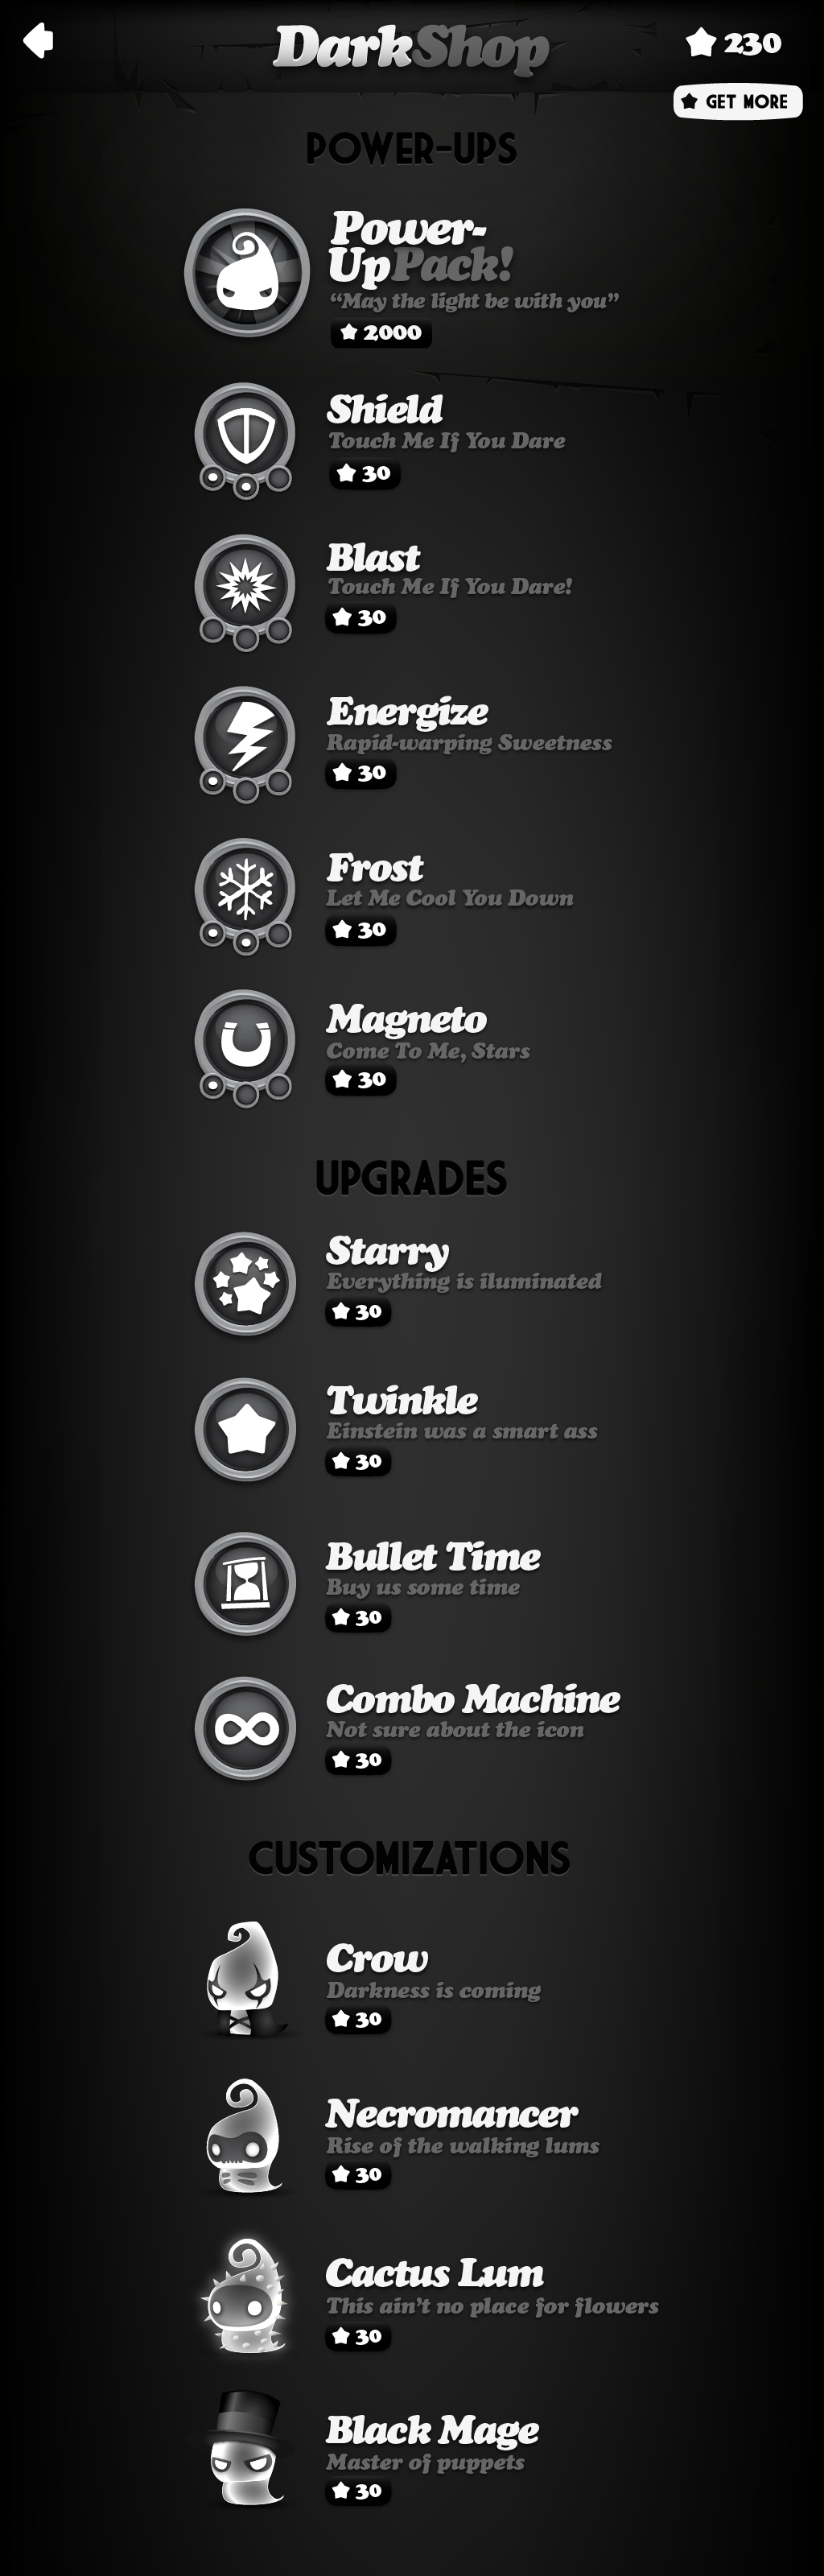 DarkShop
230
GET MORE
POWER-UPS
Power-
UpPack!
“May the light be with you”
2000
Shield
Touch Me If You Dare
30
Blast
Touch Me If You Dare!
30
Energize
Rapid-warping Sweetness
30
Frost
Let Me Cool You Down
30
Magneto
Come To Me, Stars
30
UPGRADES
Starry
Everything is iluminated
30
Twinkle
Einstein was a smart ass
30
Bullet Time
Buy us some time
30
Combo Machine
Not sure about the icon
30
CUSTOMIZATIONS
Crow
Darkness is coming
30
Necromancer
Rise of the walking lums
30
Cactus Lum
This ain’t no place for flowers
30
Black Mage
Master of puppets
30